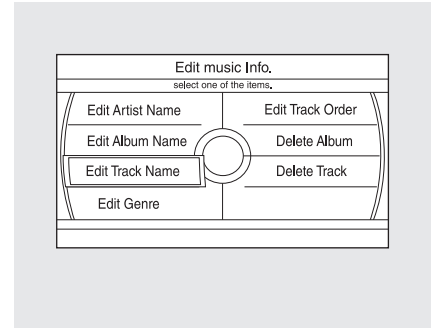 Edit music Info.
select one of the items.
Edit Artist Name
Edit Album Name
Edit Track Name
Edit Genre
Edit Track Order
Delete Album
Delete Track